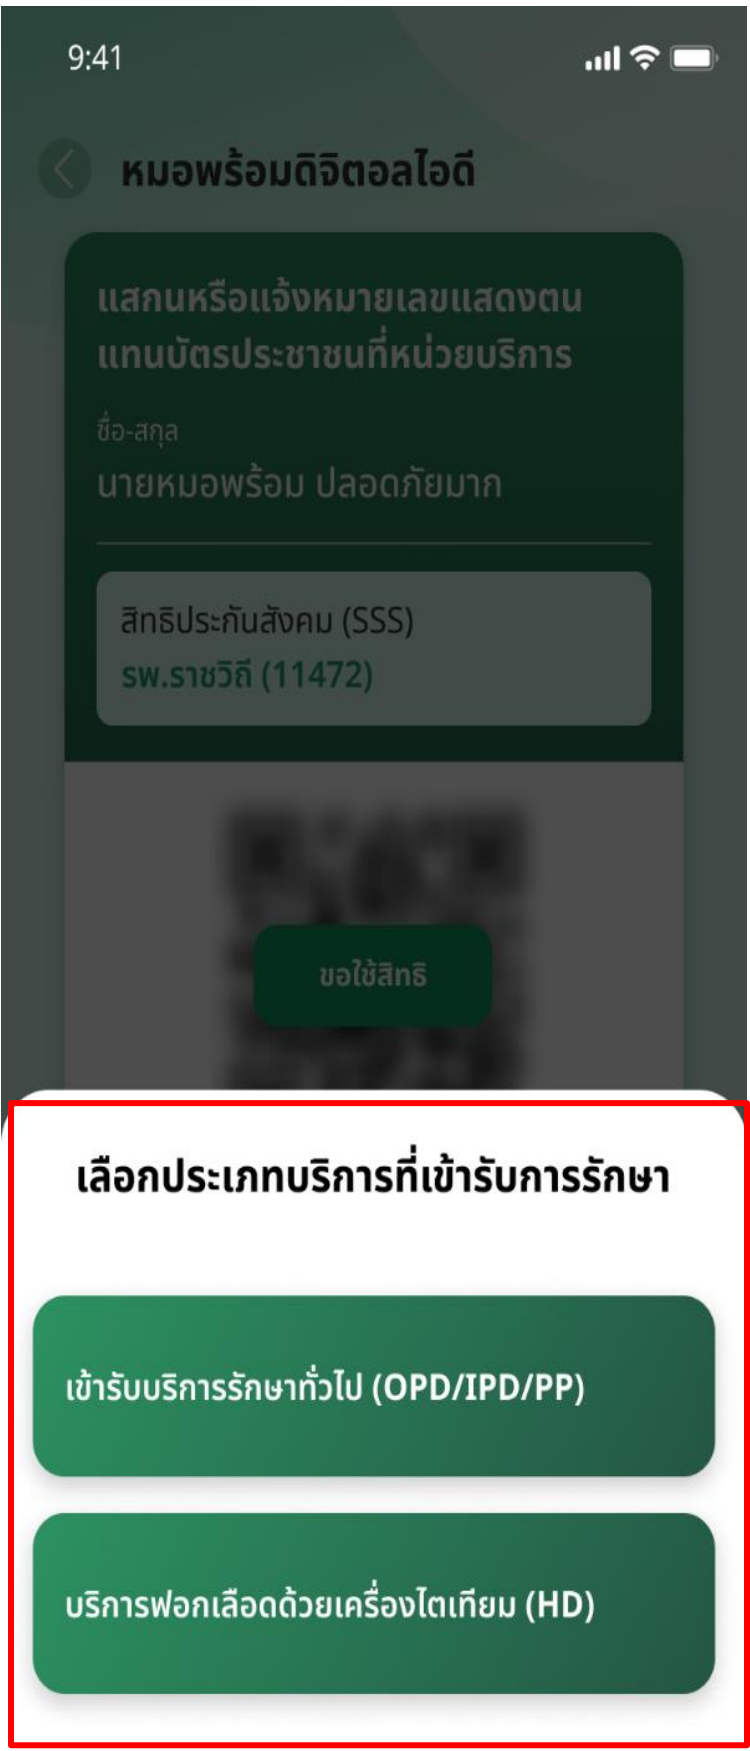 9:41
หมอพร้อมดิจิตอลไอดี
แสกนหรือแจ้งหมายเลขแสดงตน
แทนบัตรประชาชนที่หน่วยบริการ
ชื่อ-สกุล
นายหมอพร้อม ปลอดภัยมาก
สิทธิประกันสังคม (SSS)
รพ.ราชวิถี (11472)
ขอใช้สิทธิ
เลือกประเภทบริการที่เข้ารับการรักษา
เข้ารับบริการรักษาทั่วไป (OPD/IPD/PP)
บริการฟอกเลือดด้วยเครื่องไตเทียม (HD)